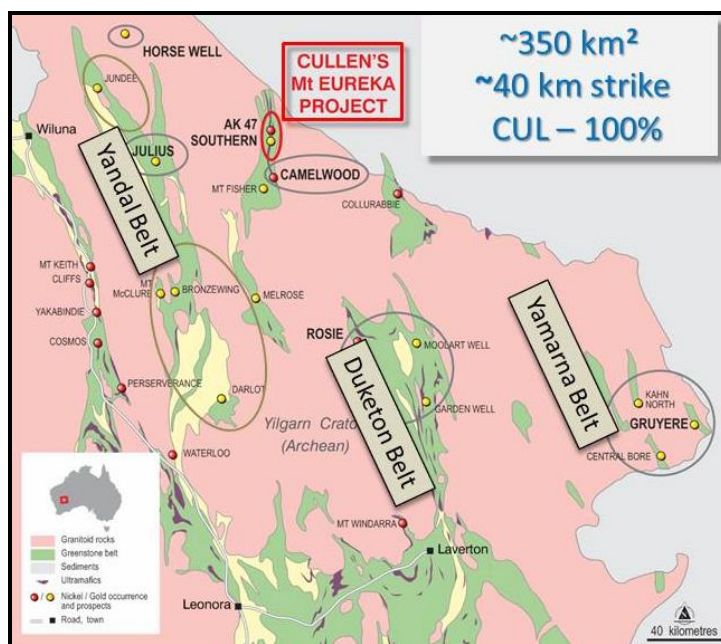 ~350 km²
~40 km strike
CUL – 100%
CULLEN'S
Mt EUREKA
PROJECT
HORSE WELL
JUNDEE
Wiluna
AK 47
SOUTHERN
JULIUS
CAMELWOOD
MT FISHER
COLLURABBIE
Yandal Belt
MT KEITH
CLIFFS
MT
McCLURE
BRONZEWING
MELROSE
YAKABINDIE
COSMOS
ROSIE
MOOLART WELL
Yamarna Belt
PERSERVERANCE
DARLOT
Duketon Belt
GARDEN WELL
KAHN
NORTH
GRUYERE
Yilgarn Crato
(Archean)
CENTRAL BORE
WATERLOO
MT WINDARRA
Laverton
Leonora
Granitoid rocks
Greenstone belt
Sediments
Ultramafics
Nickel / Gold occurrence
and prospects
Road, town
40 kilometres